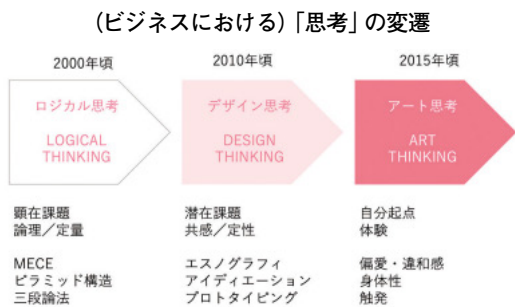 (ビジネスにおける)「思考」の変遷
2000年頃
2010年頃
2015年頃
ロジカル思考
LOGICAL
THINKING
デザイン思考
DESIGN
THINKING
アート思考
ART
THINKING
顕在課題
論理／定量
MECE
ピラミッド構造
三段論法
潜在課題
共感／定性
エスノグラフィ
アイディエーション
プロトタイピング
自分起点
体験
偏愛・違和感
身体性
触発